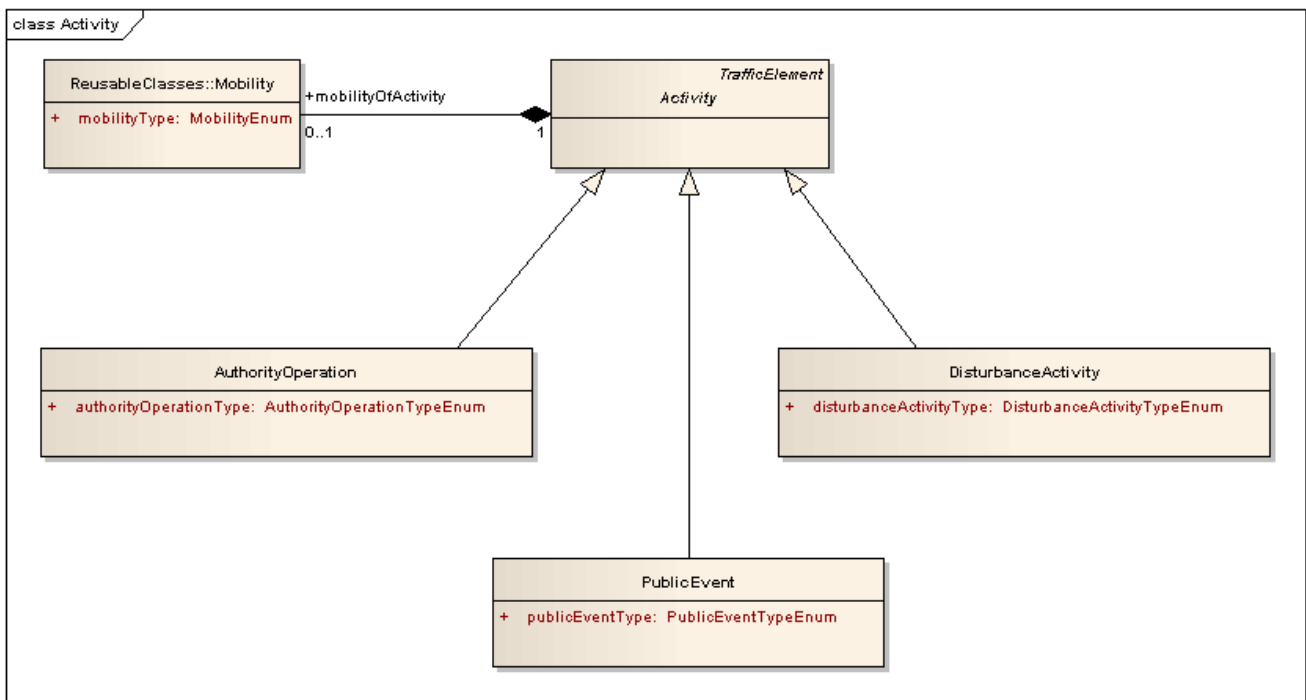 class Activity
ReusableClasses::Mobility
+ mobilityType: MobilityEnum
+mobilityOfActivity
0..1
1
TrafficElement
Activity
AuthorityOperation
+ authorityOperationType: AuthorityOperationTypeEnum
DisturbanceActivity
+ disturbanceActivityType: DisturbanceActivityTypeEnum
PublicEvent
+ publicEventType: PublicEventTypeEnum